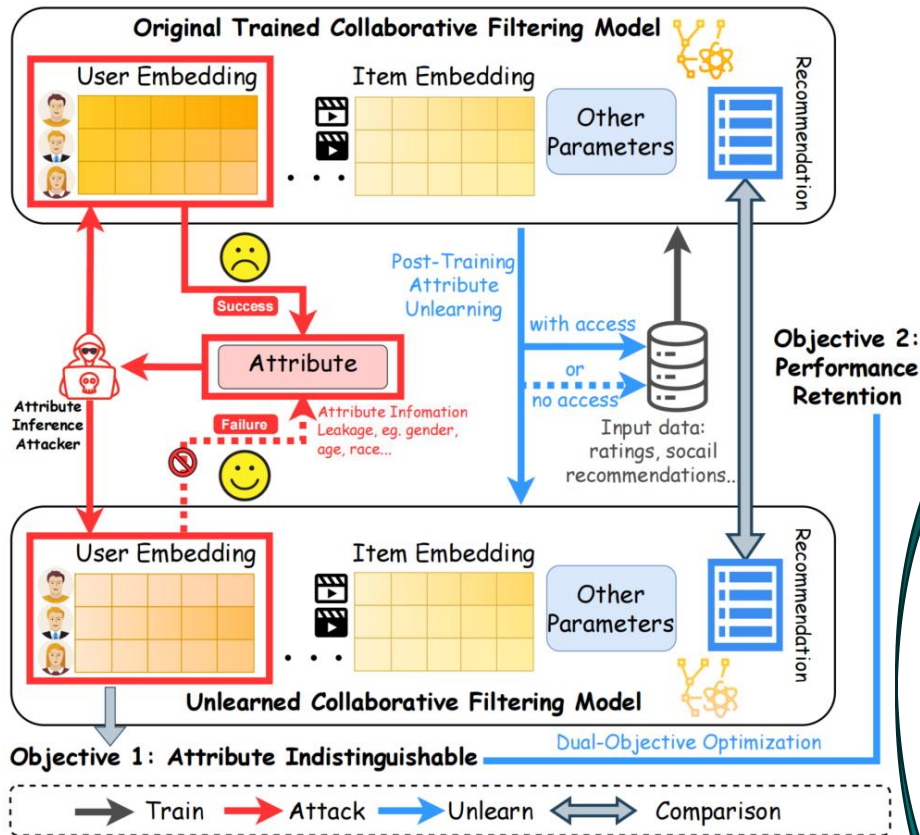 Original Trained Collaborative Filtering Model
User Embedding
Item Embedding
Other
Parameters
Recommendation
. . .
Success
Post-Training
Attribute
Unlearning
with access
or
no access
Attribute
Attribute
Inference
Attacker
Failure
Attribute Infomation
Leakage, eg. gender,
age, race...
Input data:
ratings, socail
recommendations..
Objective 2:
Performance
Retention
User Embedding
Item Embedding
Other
Parameters
Recommendation
. . .
Unlearned Collaborative Filtering Model
Objective 1: Attribute Indistinguishable
Dual-Objective Optimization
Train
Attack
Unlearn
Comparison